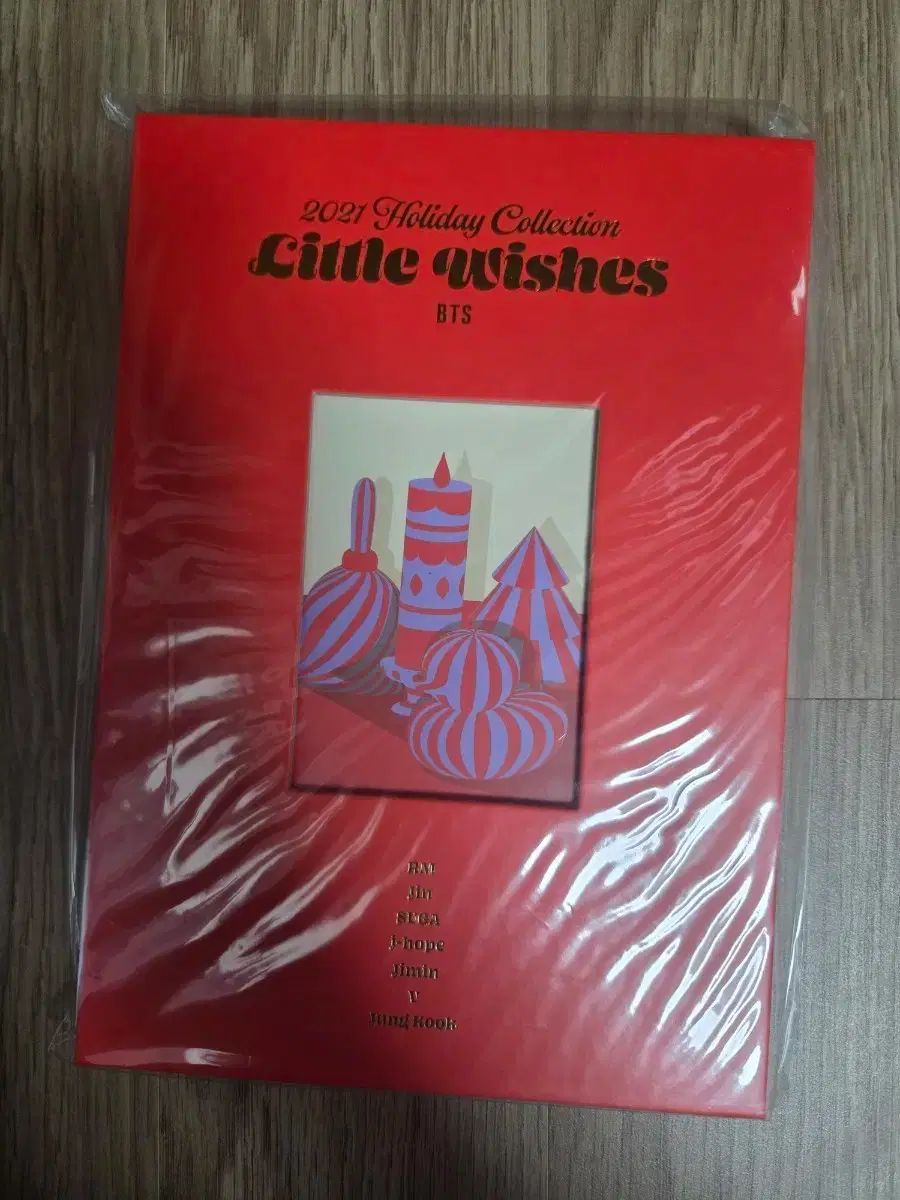 2021 Holiday Collection
Little Wishes
BTS
RM
Jin
SUGA
j-hope
Jimin
V
Jung Kook